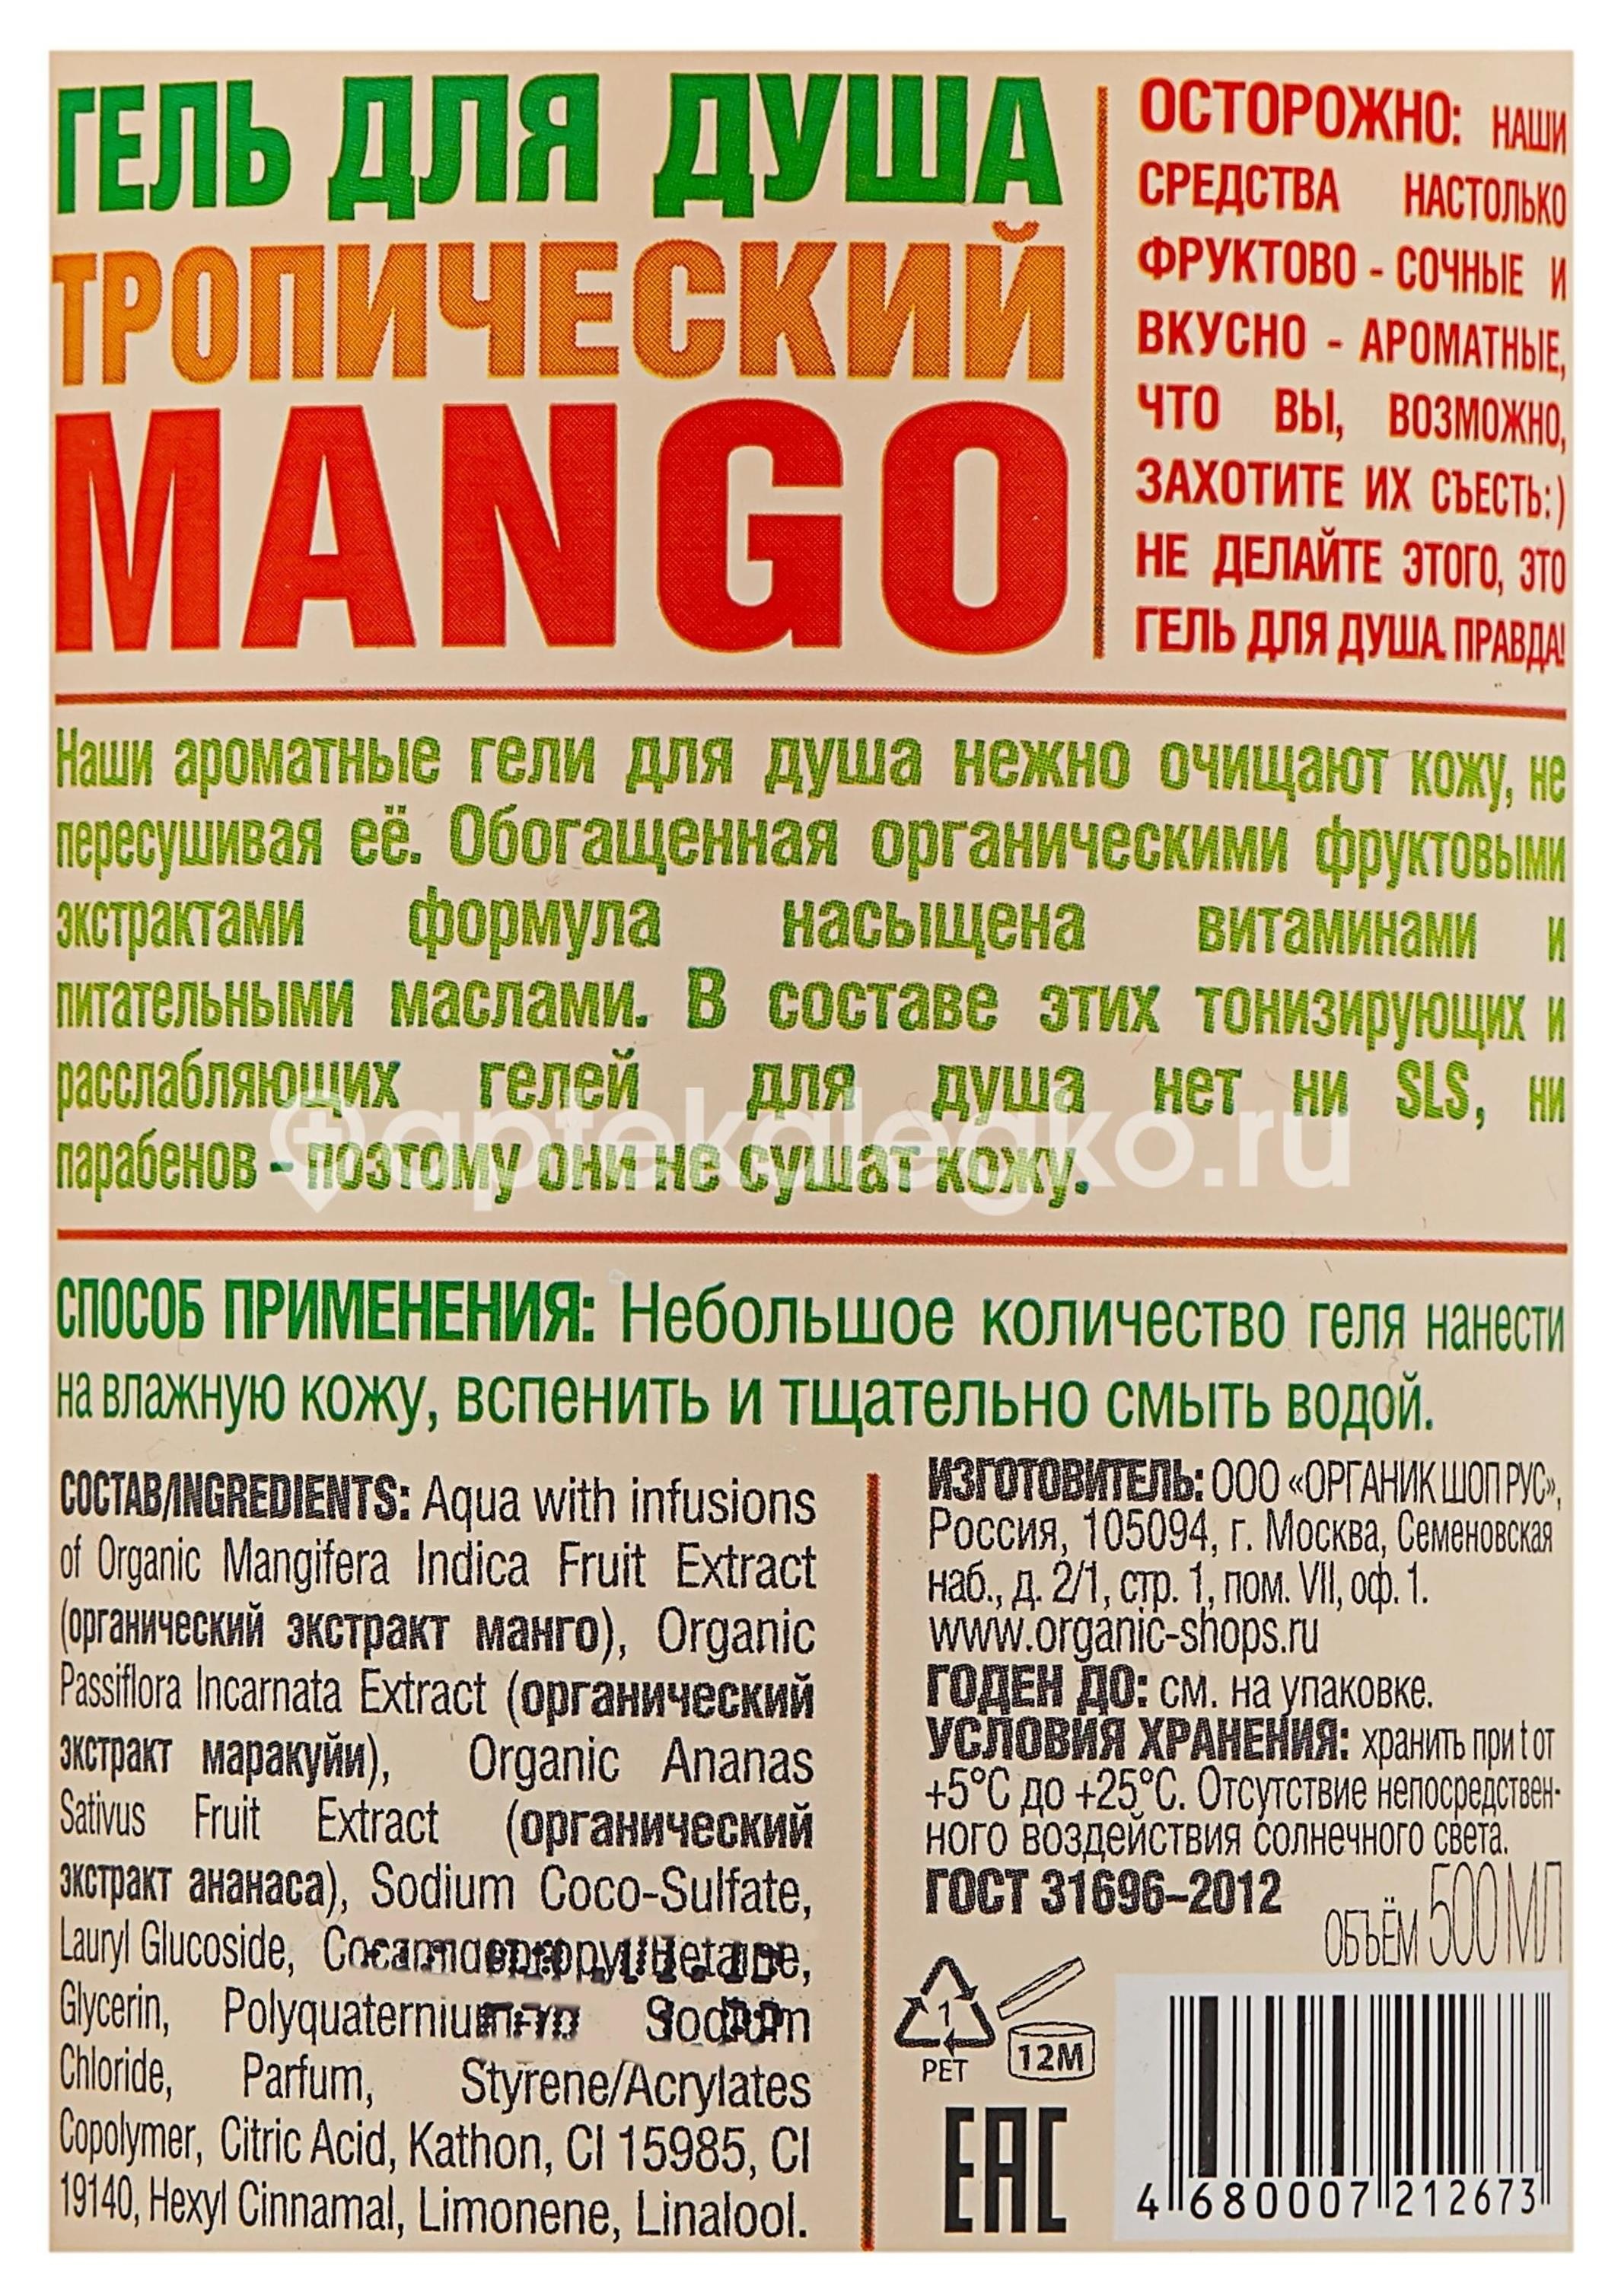 ГЕЛЬ ДЛЯ ДУША
ТРОПИЧЕСКИЙ
MANGO
ОСТОРОЖНО: НАШИ
СРЕДСТВА НАСТОЛЬКО
ФРУКТОВО - СОЧНЫЕ И
ВКУСНО - АРОМАТНЫЕ,
ЧТО ВЫ, ВОЗМОЖНО,
ЗАХОТИТЕ ИХ СЪЕСТЬ:)
НЕ ДЕЛАЙТЕ ЭТОГО, ЭТО
ГЕЛЬ ДЛЯ ДУША. ПРАВДА!
Наши ароматные гели для душа нежно очищают кожу, не
пересушивая её. Обогащенная органическими фруктовыми
экстрактами формула насыщена витаминами и
питательными маслами. В составе этих тонизирующих и
расслабляющих гелей для душа нет ни SLS, ни
парабенов - поэтому они не сушат кожу.
aptekalegko.ru
СПОСОБ ПРИМЕНЕНИЯ: Небольшое количество геля нанести
на влажную кожу, вспенить и тщательно смыть водой.
СОСТАВ/INGREDIENTS: Aqua with infusions
of Organic Mangifera Indica Fruit Extract
(органический экстракт манго), Organic
Passiflora Incarnata Extract (органический
экстракт маракуйи), Organic Ananas
Sativus Fruit Extract (органический
экстракт ананаса), Sodium Coco-Sulfate,
Lauryl Glucoside, Cocamidopropyl Betaine,
Glycerin, Sodium
Chloride, Parfum, Styrene/Acrylates
Copolymer, Citric Acid, Kathon, CI 15985, CI
19140, Hexyl Cinnamal, Limonene, Linalool.
ИЗГОТОВИТЕЛЬ: ООО «ОРГАНИК ШОП РУС»,
Россия, 105094, г. Москва, Семеновская
наб., д. 2/1, стр. 1, пом. VII, оф. 1.
www.organic-shops.ru
ГОДЕН ДО: см. на упаковке.
УСЛОВИЯ ХРАНЕНИЯ: хранить при t от
+5°C до +25°C. Отсутствие непосредствен-
ного воздействия солнечного света.
ГОСТ 31696-2012
ОБЪЁМ 500 МЛ
1
PET
12M
EAC
4 680007 212673